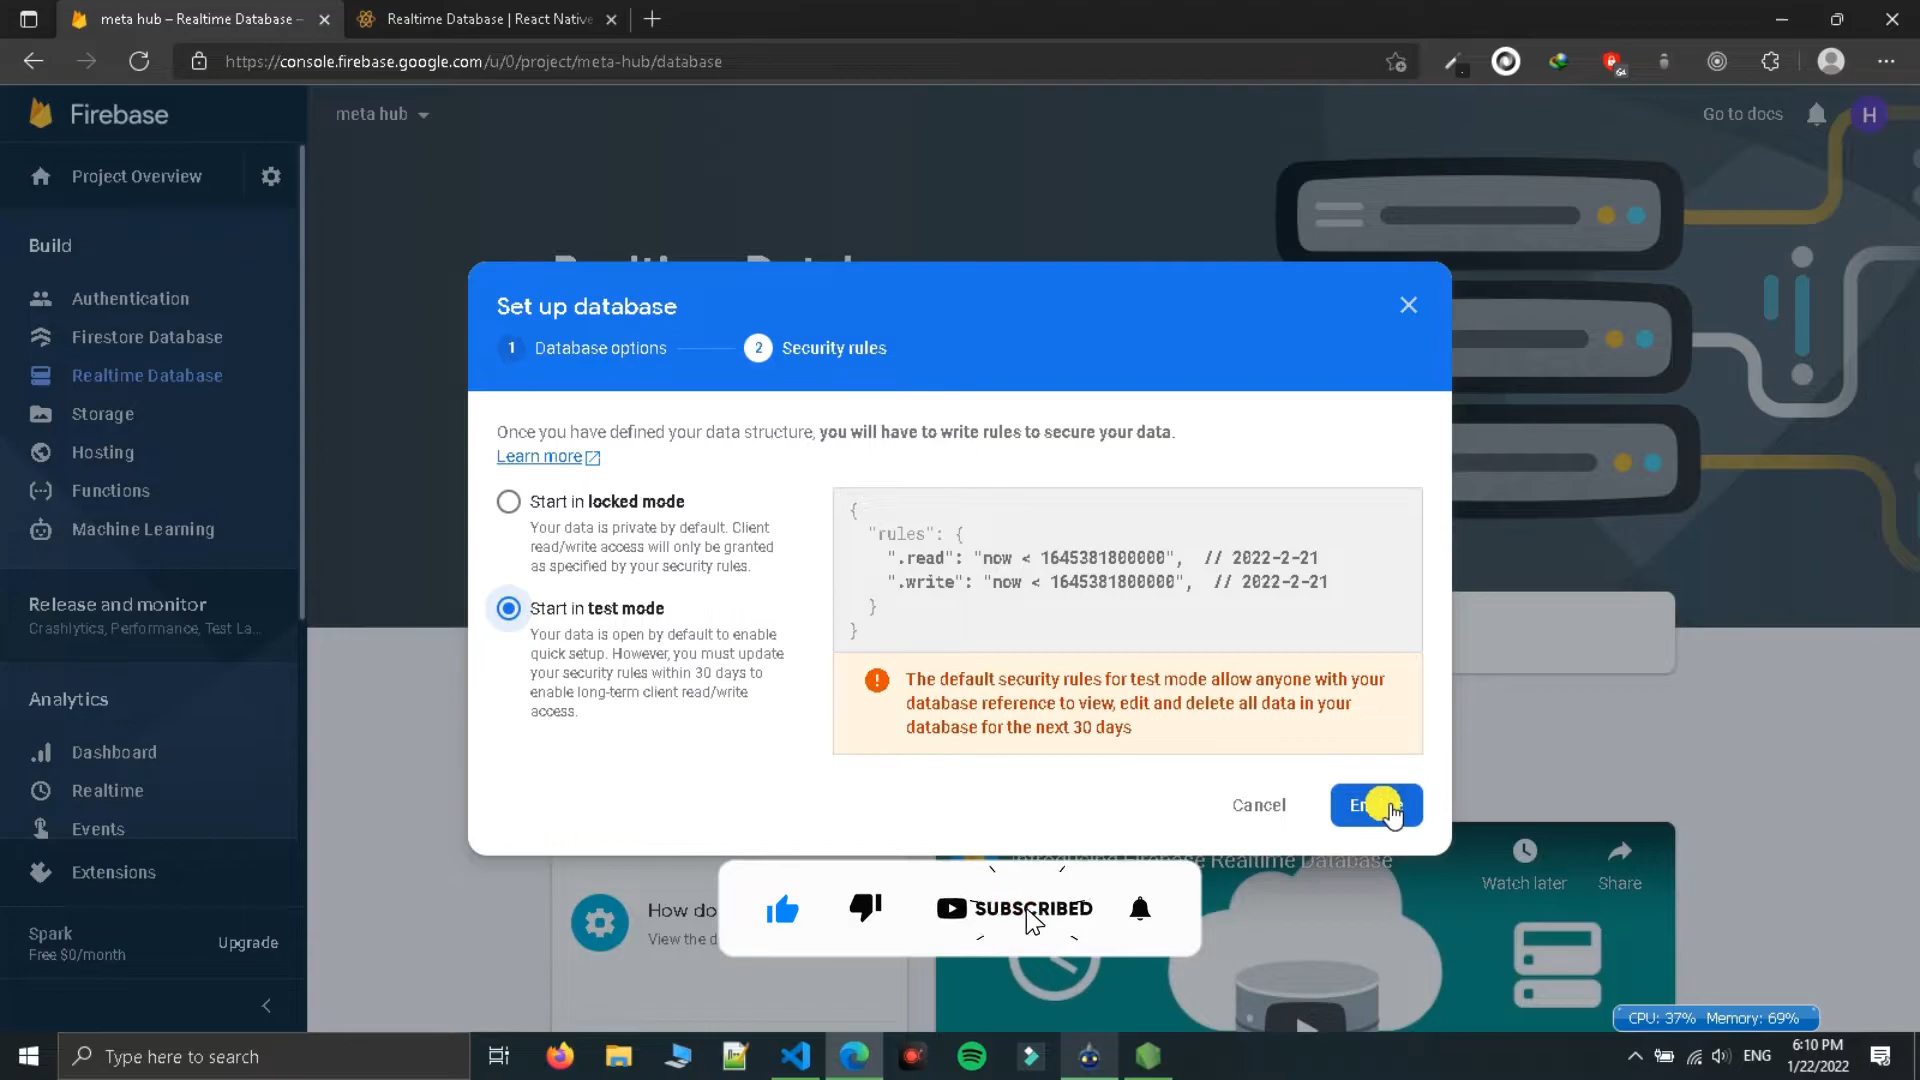 meta hub – Realtime Database –
Realtime Database | React Native
https://console.firebase.google.com/u/0/project/meta-hub/database
Firebase
meta hub
Go to docs
H
Project Overview
Build
Authentication
Firestore Database
Realtime Database
Storage
Hosting
Functions
Machine Learning
Release and monitor
Crashlytics, Performance, Test La...
Analytics
Dashboard
Realtime
Events
Extensions
Spark
Free $0/month
Upgrade
Set up database
1 Database options
2 Security rules
Once you have defined your data structure, you will have to write rules to secure your data.
Learn more
Start in locked mode
Your data is private by default. Client
read/write access will only be granted
as specified by your security rules.
Start in test mode
Your data is open by default to enable
quick setup. However, you must update
your security rules within 30 days to
enable long-term client read/write
access.
{
"rules": {
".read": "now < 1645381800000", // 2022-2-21
".write": "now < 1645381800000", // 2022-2-21
}
}
! The default security rules for test mode allow anyone with your
database reference to view, edit and delete all data in your
database for the next 30 days
Cancel
Introducing Firebase Realtime Database
Watch later
Share
How do
View the d
SUBSCRIBED
CPU: 37% Memory: 69%
Type here to search
ENG
6:10 PM
1/22/2022